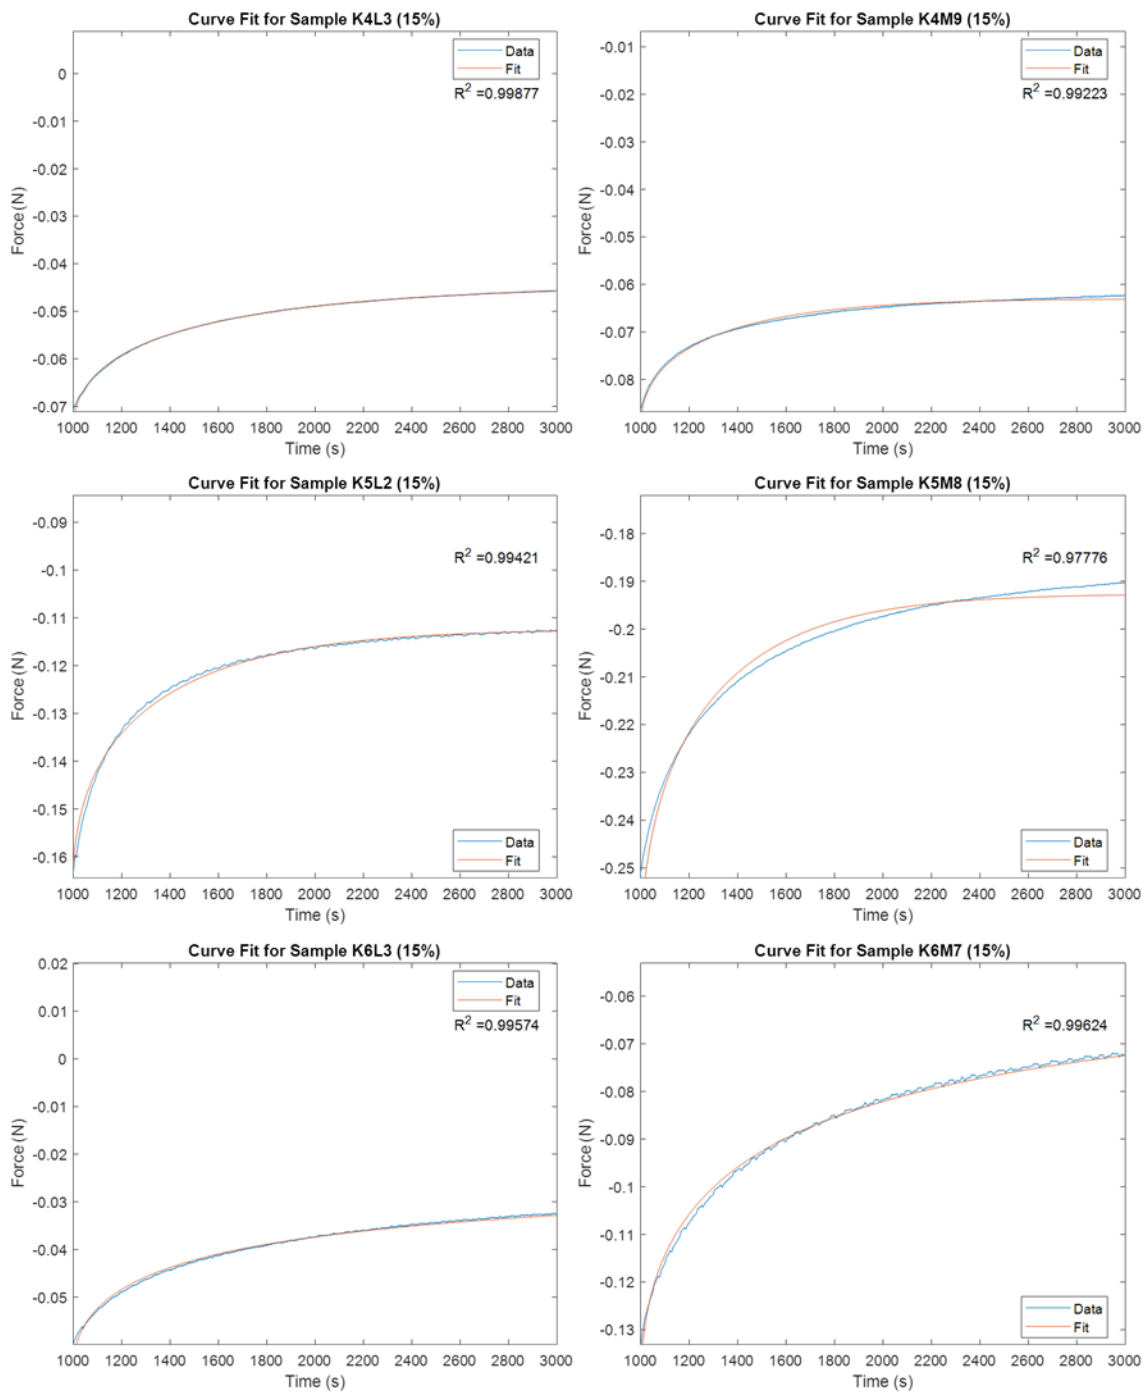 Curve Fit for Sample K4L3 (15%)
Data
Fit
R² =0.99877
0
-0.01
-0.02
-0.03
-0.04
-0.05
-0.06
-0.07
Force (N)
1000 1200 1400 1600 1800 2000 2200 2400 2600 2800 3000
Time (s)
Curve Fit for Sample K4M9 (15%)
Data
Fit
R² =0.99223
-0.01
-0.02
-0.03
-0.04
-0.05
-0.06
-0.07
-0.08
Force (N)
1000 1200 1400 1600 1800 2000 2200 2400 2600 2800 3000
Time (s)
Curve Fit for Sample K5L2 (15%)
R² =0.99421
-0.09
-0.1
-0.11
-0.12
-0.13
-0.14
-0.15
-0.16
Force (N)
Data
Fit
1000 1200 1400 1600 1800 2000 2200 2400 2600 2800 3000
Time (s)
Curve Fit for Sample K5M8 (15%)
R² =0.97776
-0.18
-0.19
-0.2
-0.21
-0.22
-0.23
-0.24
-0.25
Force (N)
Data
Fit
1000 1200 1400 1600 1800 2000 2200 2400 2600 2800 3000
Time (s)
Curve Fit for Sample K6L3 (15%)
Data
Fit
R² =0.99574
0.02
0.01
0
-0.01
-0.02
-0.03
-0.04
-0.05
Force (N)
1000 1200 1400 1600 1800 2000 2200 2400 2600 2800 3000
Time (s)
Curve Fit for Sample K6M7 (15%)
R² =0.99624
-0.06
-0.07
-0.08
-0.09
-0.1
-0.11
-0.12
-0.13
Force (N)
Data
Fit
1000 1200 1400 1600 1800 2000 2200 2400 2600 2800 3000
Time (s)